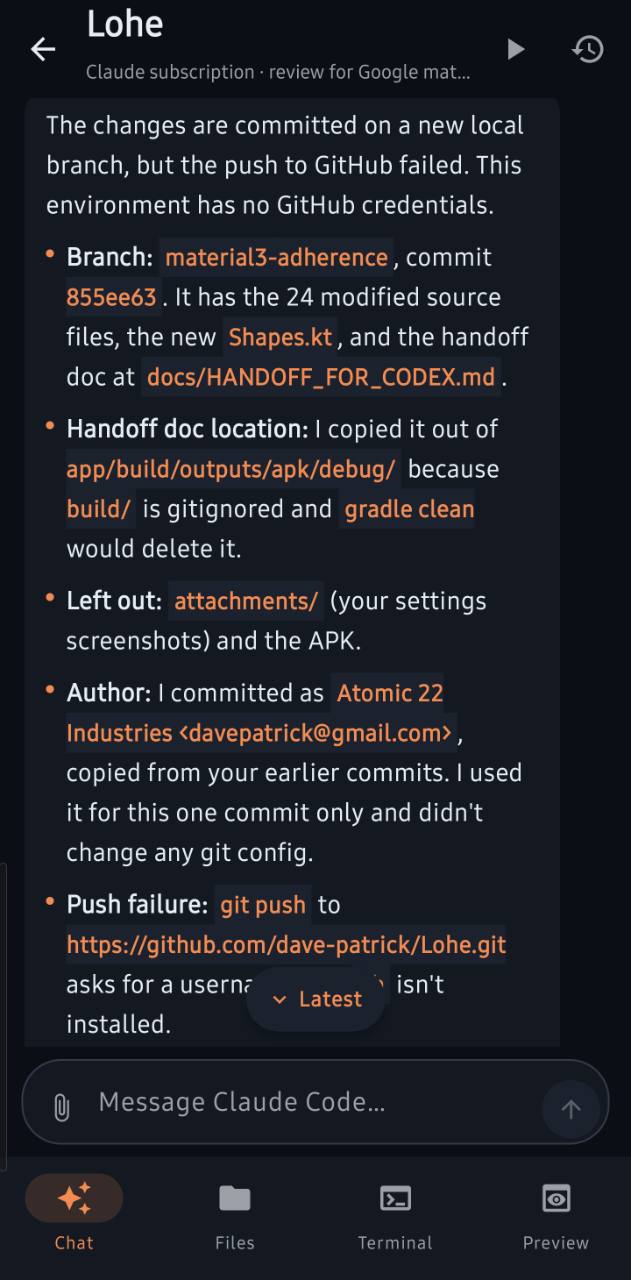 Lohe
Claude subscription · review for Google mat...
The changes are committed on a new local
branch, but the push to GitHub failed. This
environment has no GitHub credentials.
• Branch: material3-adherence, commit
855ee63. It has the 24 modified source
files, the new Shapes.kt, and the handoff
doc at docs/HANDOFF_FOR_CODEX.md.
• Handoff doc location: I copied it out of
app/build/outputs/apk/debug/ because
build/ is gitignored and gradle clean
would delete it.
• Left out: attachments/ (your settings
screenshots) and the APK.
• Author: I committed as Atomic 22
Industries <davepatrick@gmail.com>,
copied from your earlier commits. I used
it for this one commit only and didn't
change any git config.
• Push failure: git push to
https://github.com/dave-patrick/Lohe.git
asks for a isn't
Latest
installed.
Message Claude Code...
Chat Files Terminal Preview